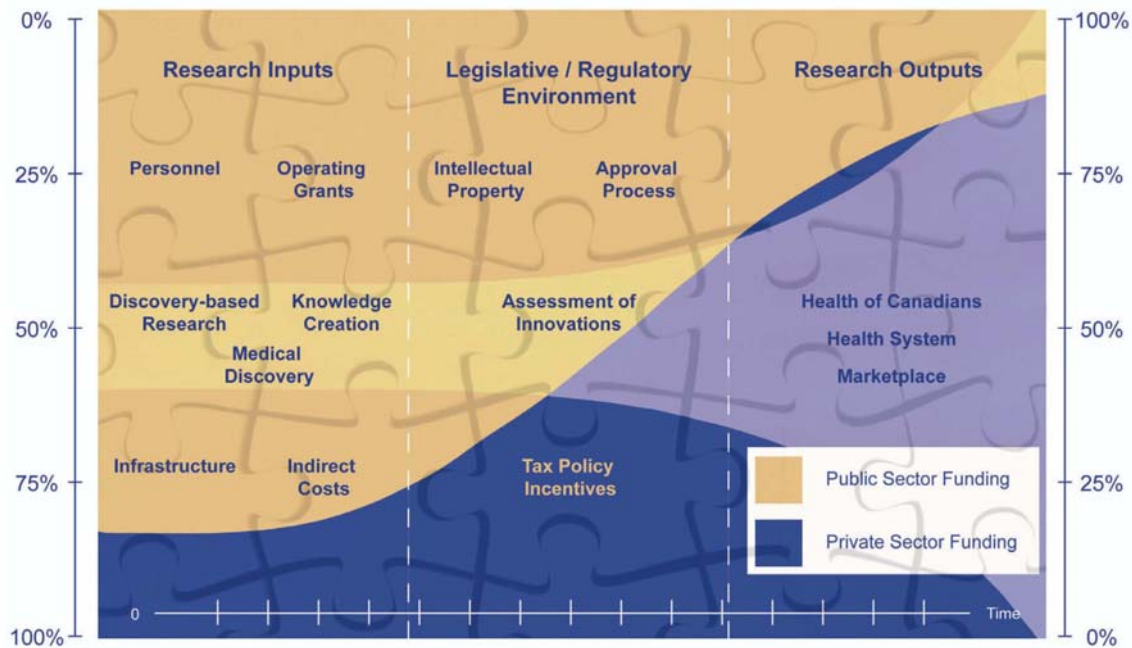 0%
100%
Research Inputs
Legislative / Regulatory
Environment
Research Outputs
25%
Personnel
Operating
Grants
Intellectual
Property
Approval
Process
75%
Discovery-based
Research
Knowledge
Creation
Medical
Discovery
Assessment of
Innovations
Health of Canadians
Health System
Marketplace
50%
50%
Infrastructure
Indirect
Costs
Tax Policy
Incentives
75%
Public Sector Funding
Private Sector Funding
25%
0
Time
100%
0%